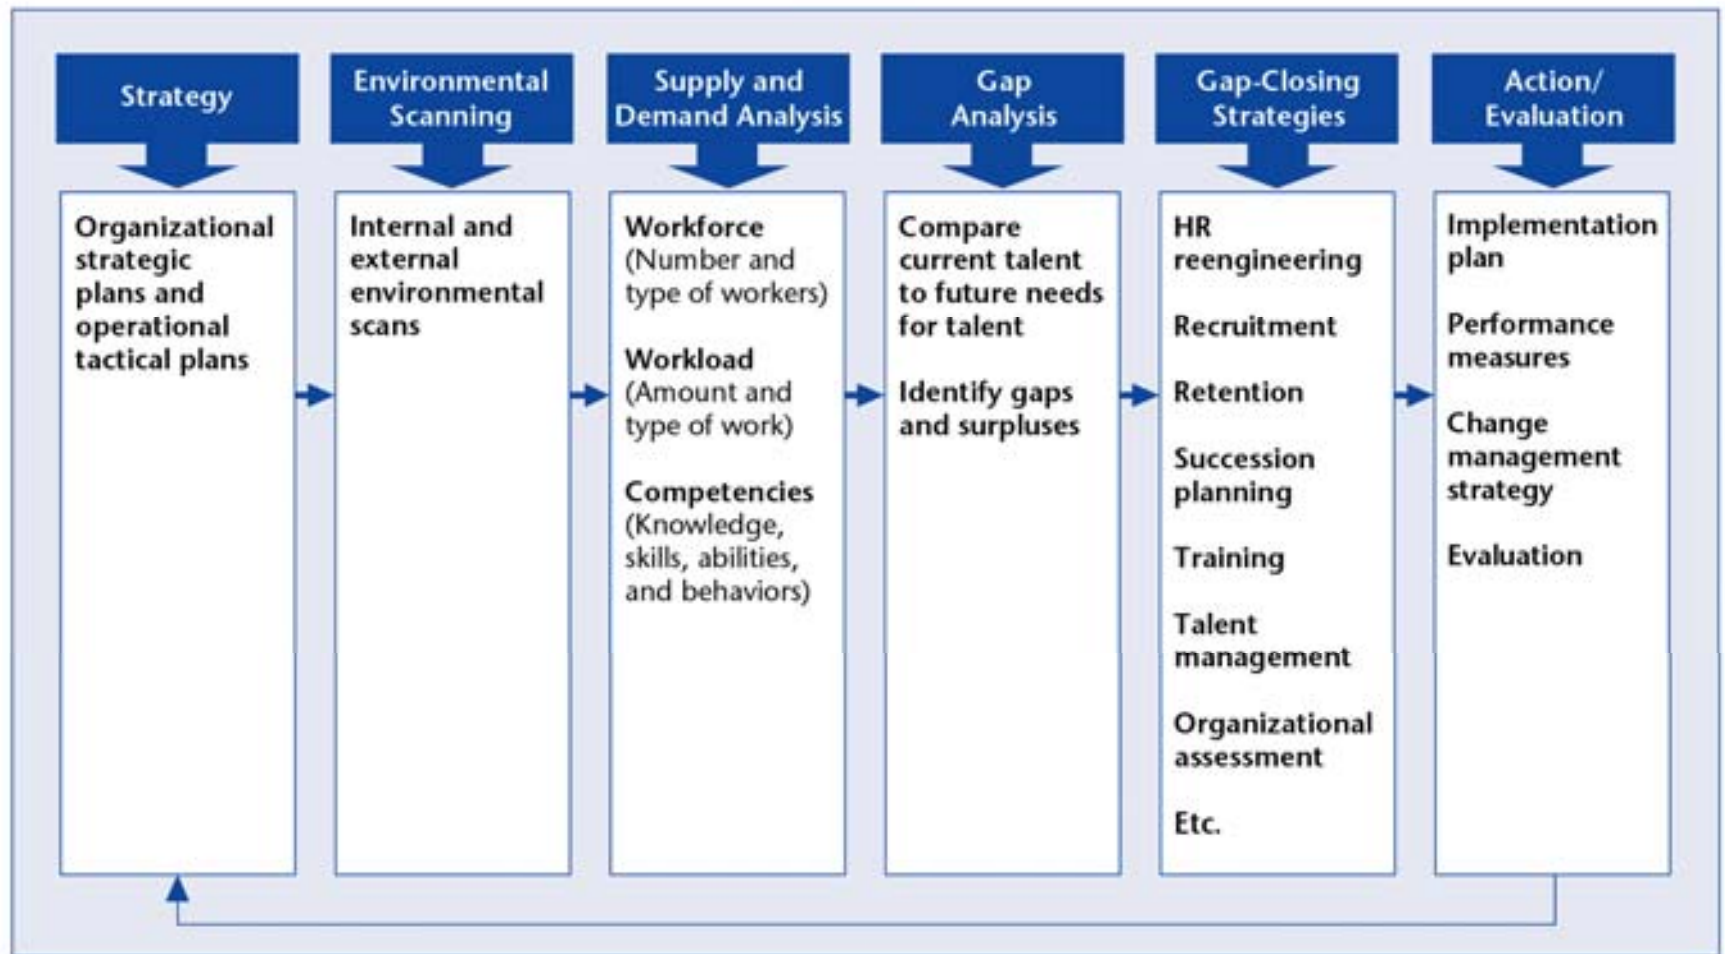 Strategy
Environmental
Scanning
Supply and
Demand Analysis
Gap
Analysis
Gap-Closing
Strategies
Action/
Evaluation
Organizational
strategic
plans and
operational
tactical plans
Internal and
external
environmental
scans
Workforce
(Number and
type of workers)
Workload
(Amount and
type of work)
Competencies
(Knowledge,
skills, abilities,
and behaviors)
Compare
current talent
to future needs
for talent
Identify gaps
and surpluses
HR
reengineering
Recruitment
Retention
Succession
planning
Training
Talent
management
Organizational
assessment
Etc.
Implementation
plan
Performance
measures
Change
management
strategy
Evaluation